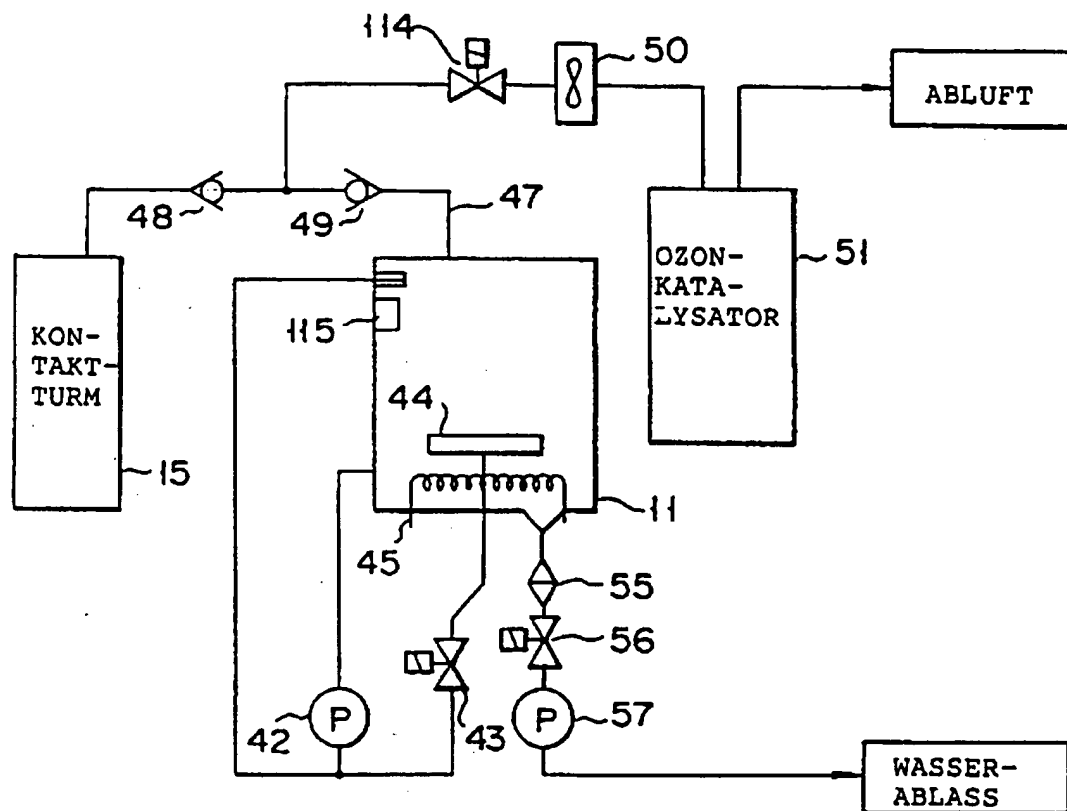 114
50
ABLUFT
48
49
47
KON-
TAKT-
TURM
115
OZON-
KATA-
LYSATOR
51
44
15
11
45
55
56
42
P
43
P
57
WASSER-
ABLASS